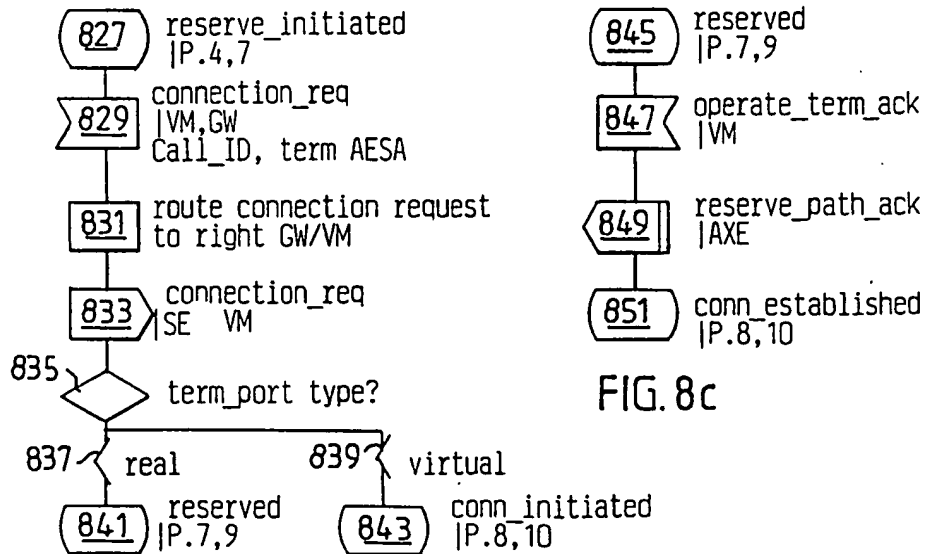 827 reserve_initiated
|P.4,7
829 connection_req
|VM,GW
Call_ID, term AESA
831 route connection request
to right GW/VM
833 connection_req
|SE VM
835 term_port type?
837 real
839 virtual
841 reserved
|P.7,9
843 conn_initiated
|P.8,10
845 reserved
|P.7,9
847 operate_term_ack
|VM
849 reserve_path_ack
|AXE
851 conn_established
|P.8,10
FIG. 8c